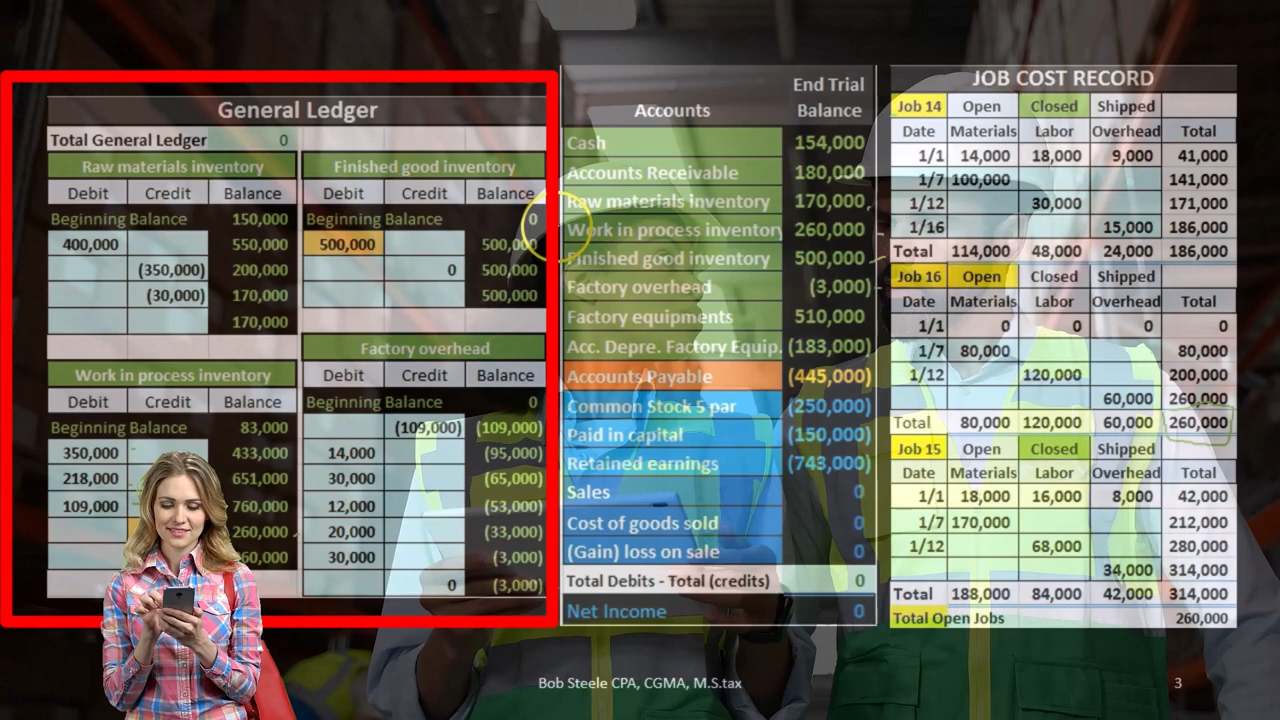 General Ledger
Total General Ledger 0
Raw materials inventory
Debit Credit Balance
Beginning Balance 150,000
400,000 550,000
(350,000) 200,000
(30,000) 170,000
170,000
Finished good inventory
Debit Credit Balance
Beginning Balance 0
500,000 500,000
0 500,000
500,000
Work in process inventory
Debit Credit Balance
Beginning Balance 83,000
350,000 433,000
218,000 651,000
109,000 760,000
260,000
Factory overhead
Debit Credit Balance
Beginning Balance 0
(109,000) (109,000)
14,000 (95,000)
30,000 (65,000)
12,000 (53,000)
20,000 (33,000)
30,000 (3,000)
0 (3,000)
Accounts End Trial Balance
Cash 154,000
Accounts Receivable 180,000
Raw materials inventory 170,000
Work in process inventory 260,000
Finished good inventory 500,000
Factory overhead (3,000)
Factory equipments 510,000
Acc. Depre. Factory Equip. (183,000)
Accounts Payable (445,000)
Common Stock 5 par (250,000)
Paid in capital (150,000)
Retained earnings (743,000)
Sales 0
Cost of goods sold 0
(Gain) loss on sale 0
Total Debits - Total (credits) 0
Net Income 0
JOB COST RECORD
Job 14 Open Closed Shipped
Date Materials Labor Overhead Total
1/1 14,000 18,000 9,000 41,000
1/7 100,000 141,000
1/12 30,000 171,000
1/16 15,000 186,000
Total 114,000 48,000 24,000 186,000
Job 16 Open Closed Shipped
Date Materials Labor Overhead Total
1/1 0 0 0 0
1/7 80,000 80,000
1/12 120,000 200,000
60,000 260,000
Total 80,000 120,000 60,000 260,000
Job 15 Open Closed Shipped
Date Materials Labor Overhead Total
1/1 18,000 16,000 8,000 42,000
1/7 170,000 212,000
1/12 68,000 280,000
34,000 314,000
Total 188,000 84,000 42,000 314,000
Total Open Jobs 260,000
Bob Steele CPA, CGMA, M.S.tax
3